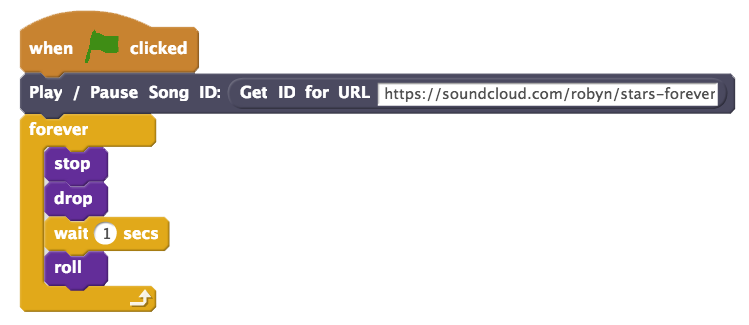 when clicked
Play / Pause Song ID: Get ID for URL https://soundcloud.com/robyn/stars-forever
forever
stop
drop
wait 1 secs
roll